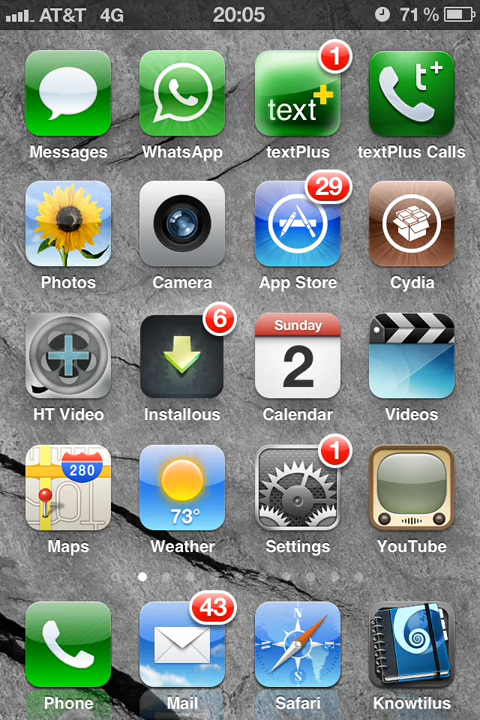 AT&T 4G 20:05 71 %
1
text+
t+
Messages WhatsApp textPlus textPlus Calls
29
Photos Camera App Store Cydia
6
Sunday
2
HT Video Installous Calendar Videos
1
280
73°
Maps Weather Settings YouTube
43
N
Phone Mail Safari Knowtilus